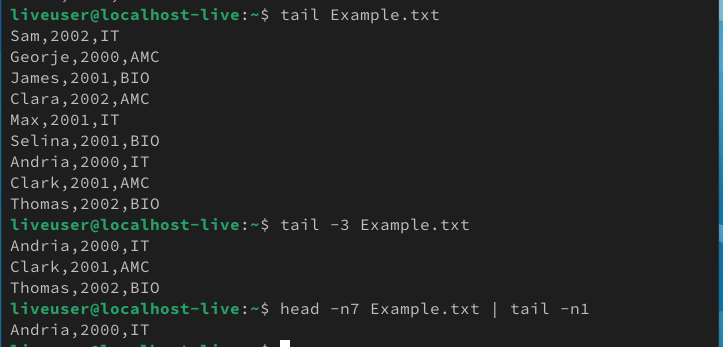 liveuser@localhost-live:~$ tail Example.txt
Sam,2002,IT
Georje,2000,AMC
James,2001,BIO
Clara,2002,AMC
Max,2001,IT
Selina,2001,BIO
Andria,2000,IT
Clark,2001,AMC
Thomas,2002,BIO
liveuser@localhost-live:~$ tail -3 Example.txt
Andria,2000,IT
Clark,2001,AMC
Thomas,2002,BIO
liveuser@localhost-live:~$ head -n7 Example.txt | tail -n1
Andria,2000,IT